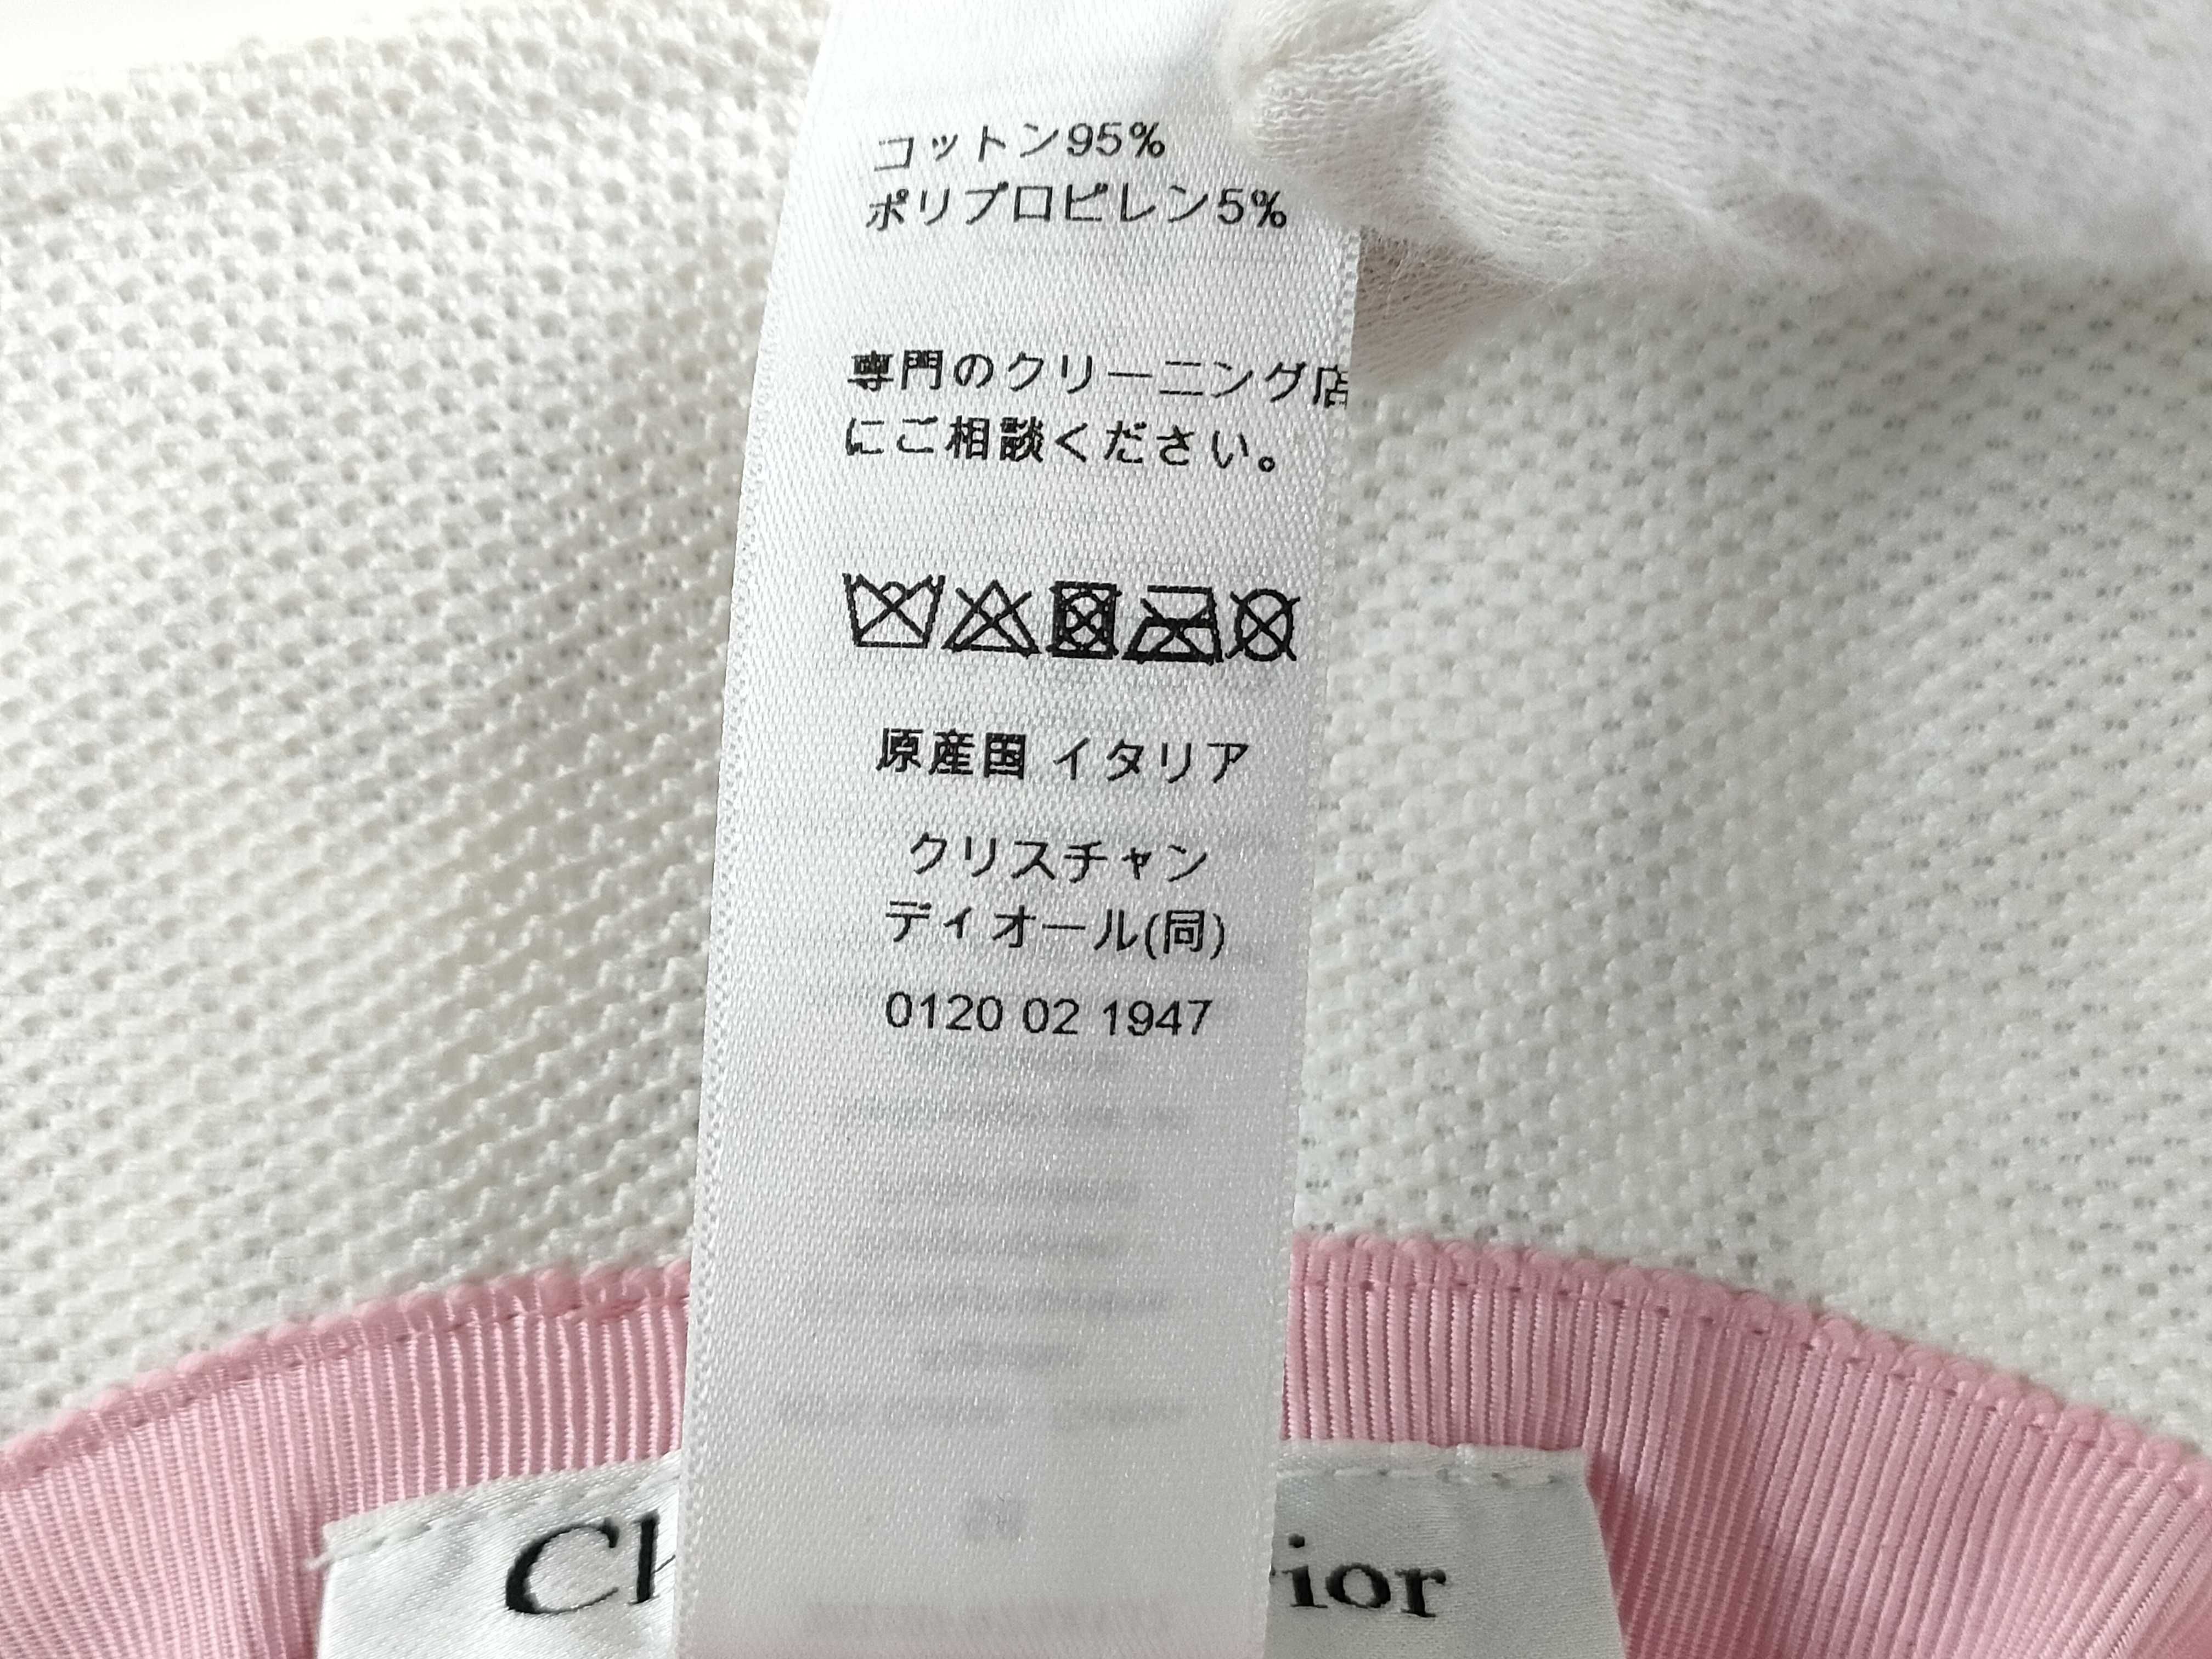 コットン95%
ポリプロピレン5%
専門のクリーニング店
にご相談ください。
原産国 イタリア
クリスチャン
ディオール(同)
0120 02 1947
Ch
ior